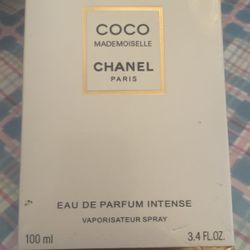 COCO
MADEMOISELLE
CHANEL
PARIS
EAU DE PARFUM INTENSE
VAPORISATEUR SPRAY
100 ml
3.4 FL.OZ.